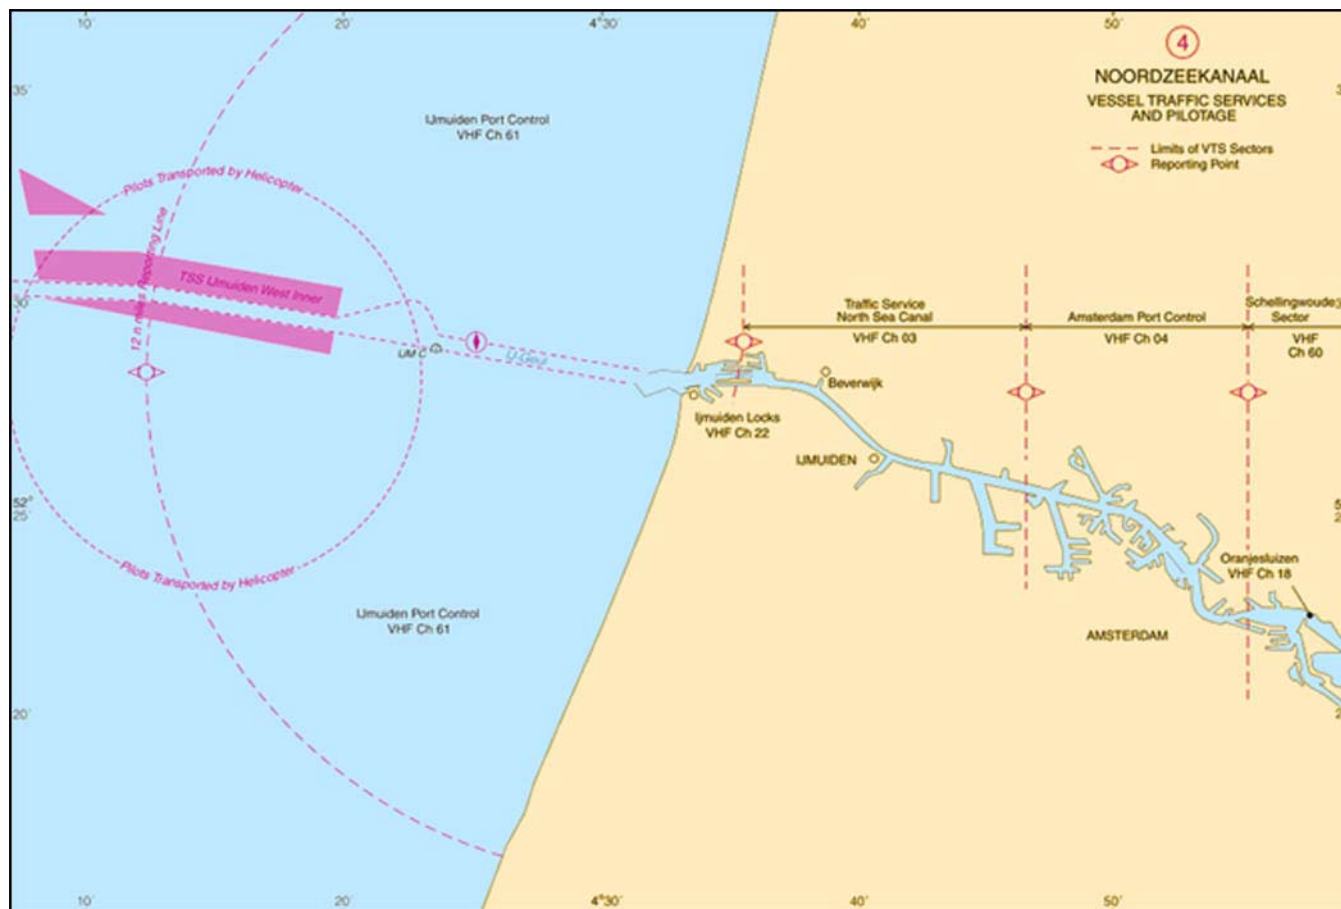 10´
20´
4°30´
40´
50´
4
NOORDZEEKANAAL
VESSEL TRAFFIC SERVICES
AND PILOTAGE
Limits of VTS Sectors
Reporting Point
35´
IJmuiden Port Control
VHF Ch 61
Pilots Transported by Helicopter
12 n miles Reporting Line
TSS IJmuiden West Inner
30´
IJM C
IJ Geul
Traffic Service
North Sea Canal
VHF Ch 03
Amsterdam Port Control
VHF Ch 04
Schellingwoude
Sector
VHF
Ch 60
Beverwijk
Ijmuiden Locks
VHF Ch 22
IJMUIDEN
52°
25´
Oranjesluizen
VHF Ch 18
Pilots Transported by Helicopter
IJmuiden Port Control
VHF Ch 61
AMSTERDAM
20´
10´
20´
4°30´
40´
50´